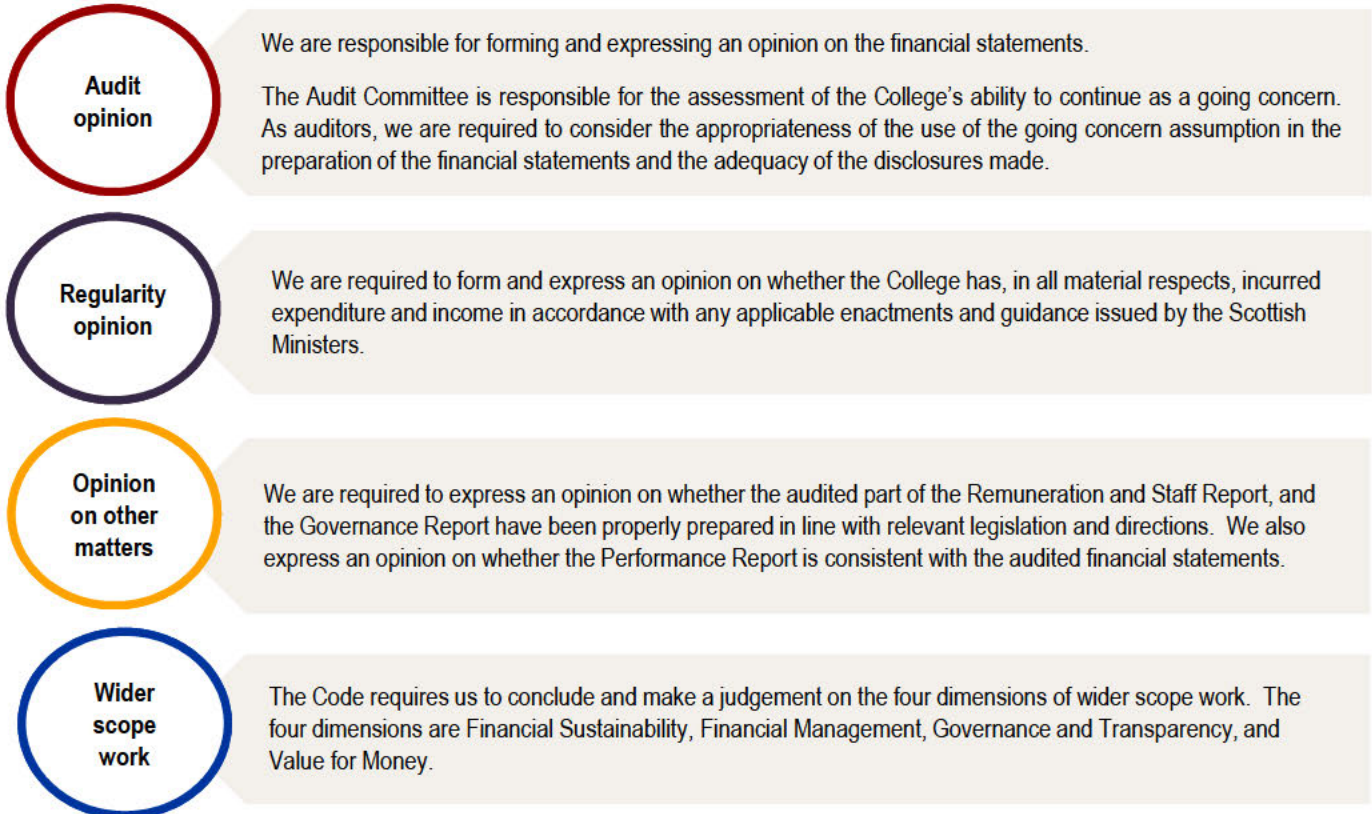 Audit
opinion
We are responsible for forming and expressing an opinion on the financial statements.
The Audit Committee is responsible for the assessment of the College's ability to continue as a going concern.
As auditors, we are required to consider the appropriateness of the use of the going concern assumption in the
preparation of the financial statements and the adequacy of the disclosures made.
Regularity
opinion
We are required to form and express an opinion on whether the College has, in all material respects, incurred
expenditure and income in accordance with any applicable enactments and guidance issued by the Scottish
Ministers.
Opinion
on other
matters
We are required to express an opinion on whether the audited part of the Remuneration and Staff Report, and
the Governance Report have been properly prepared in line with relevant legislation and directions.  We also
express an opinion on whether the Performance Report is consistent with the audited financial statements.
Wider
scope
work
The Code requires us to conclude and make a judgement on the four dimensions of wider scope work.  The
four dimensions are Financial Sustainability, Financial Management, Governance and Transparency, and
Value for Money.